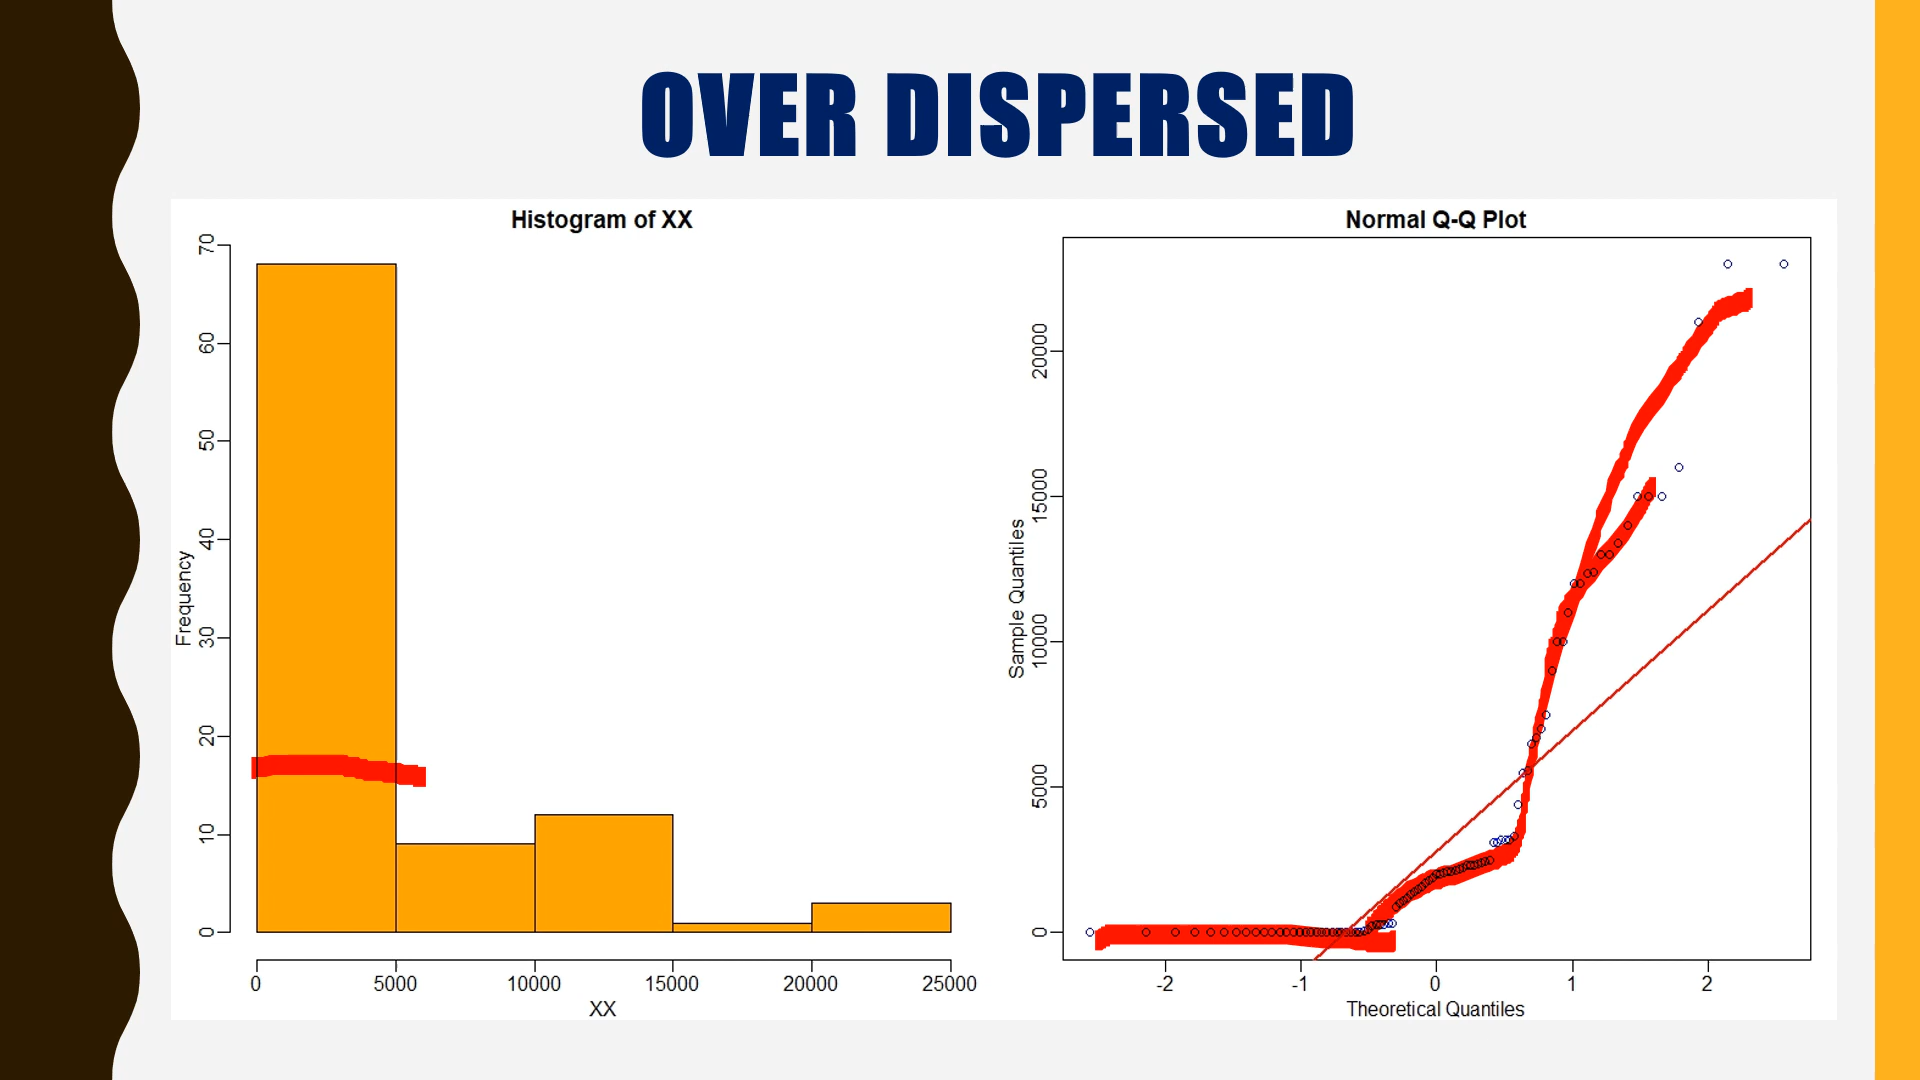 OVER DISPERSED
Histogram of XX
70
60
50
40
30
20
10
0
Frequency
0 5000 10000 15000 20000 25000
XX
Normal Q-Q Plot
20000
15000
10000
5000
0
Sample Quantiles
-2 -1 0 1 2
Theoretical Quantiles